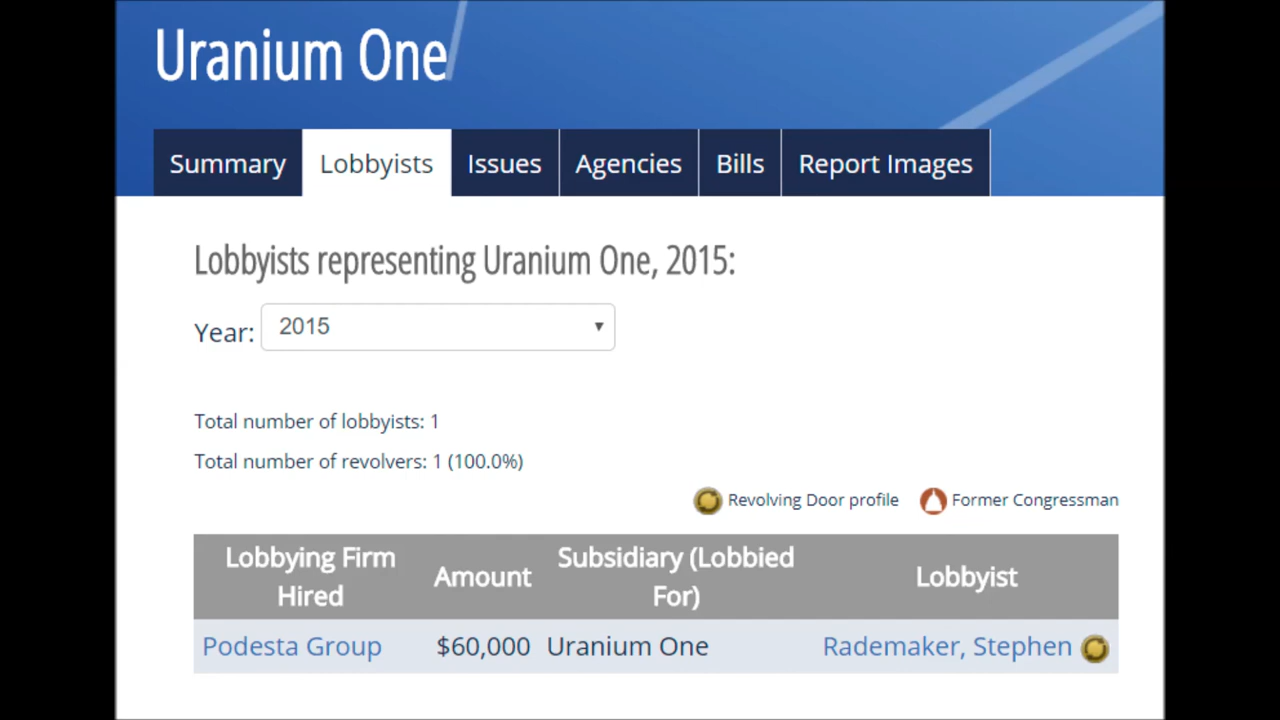 Uranium One
Summary Lobbyists Issues Agencies Bills Report Images
Lobbyists representing Uranium One, 2015:
Year: 2015
Total number of lobbyists: 1
Total number of revolvers: 1 (100.0%)
Revolving Door profile Former Congressman
Lobbying Firm Hired Amount Subsidiary (Lobbied For) Lobbyist
Podesta Group $60,000 Uranium One Rademaker, Stephen